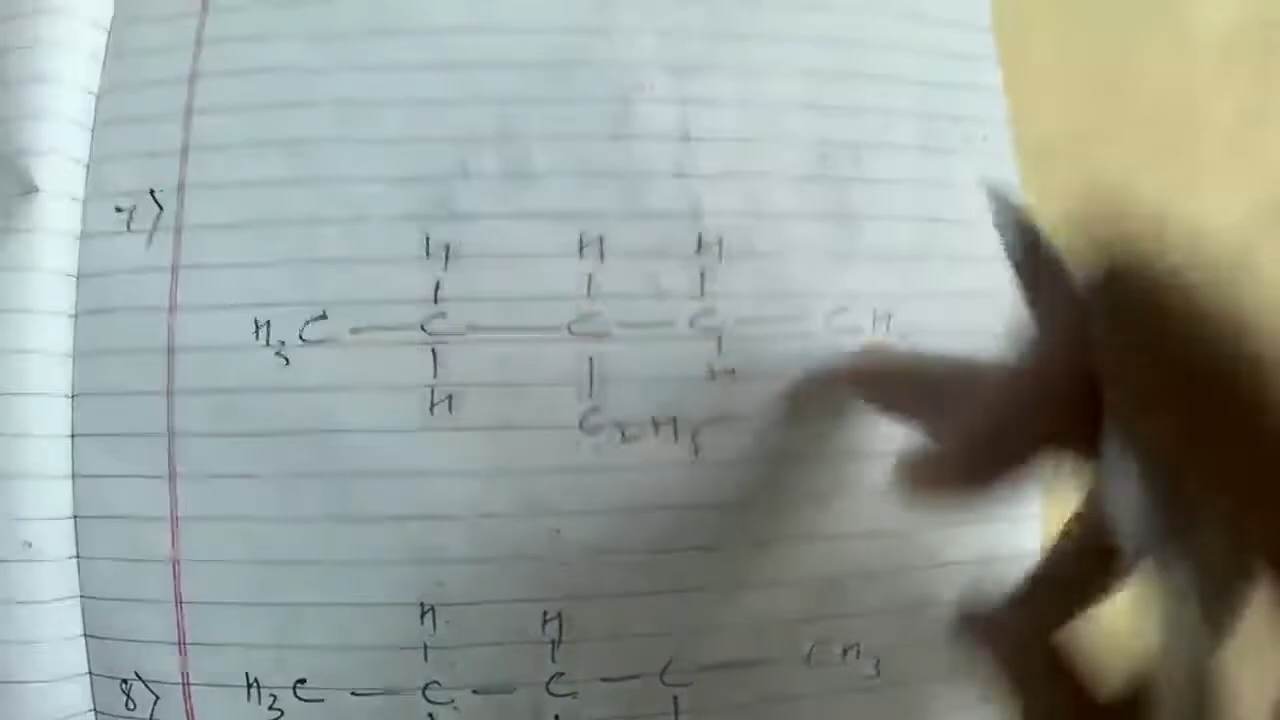 7)
H H H
H₃C — C — C — C — CH
H C₂H₅ H
H H
8) H₃C — C — C — C — CH₃